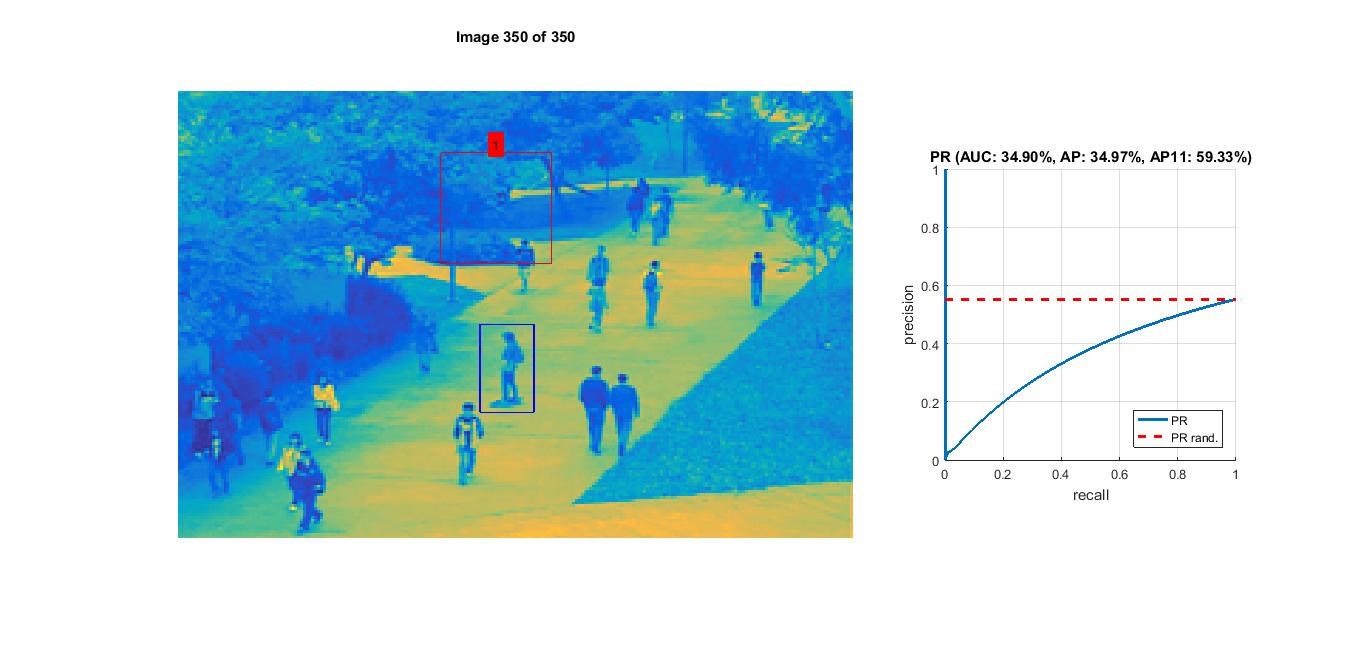 Image 350 of 350
1
PR (AUC: 34.90%, AP: 34.97%, AP11: 59.33%)
1
0.8
0.6
0.4
0.2
0
precision
PR
PR rand.
0
0.2
0.4
0.6
0.8
1
recall